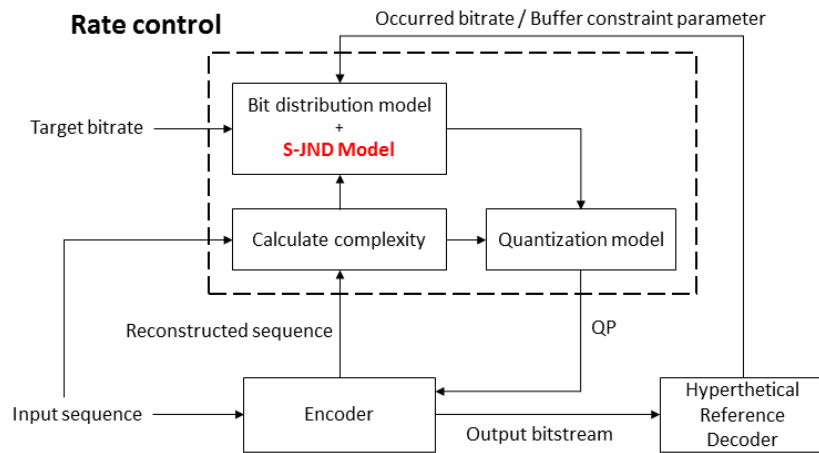 Rate control
Occurred bitrate / Buffer constraint parameter
Bit distribution model
+
S-JND Model
Target bitrate
Calculate complexity
Quantization model
Reconstructed sequence
QP
Input sequence
Encoder
Output bitstream
Hyperthetical
Reference
Decoder